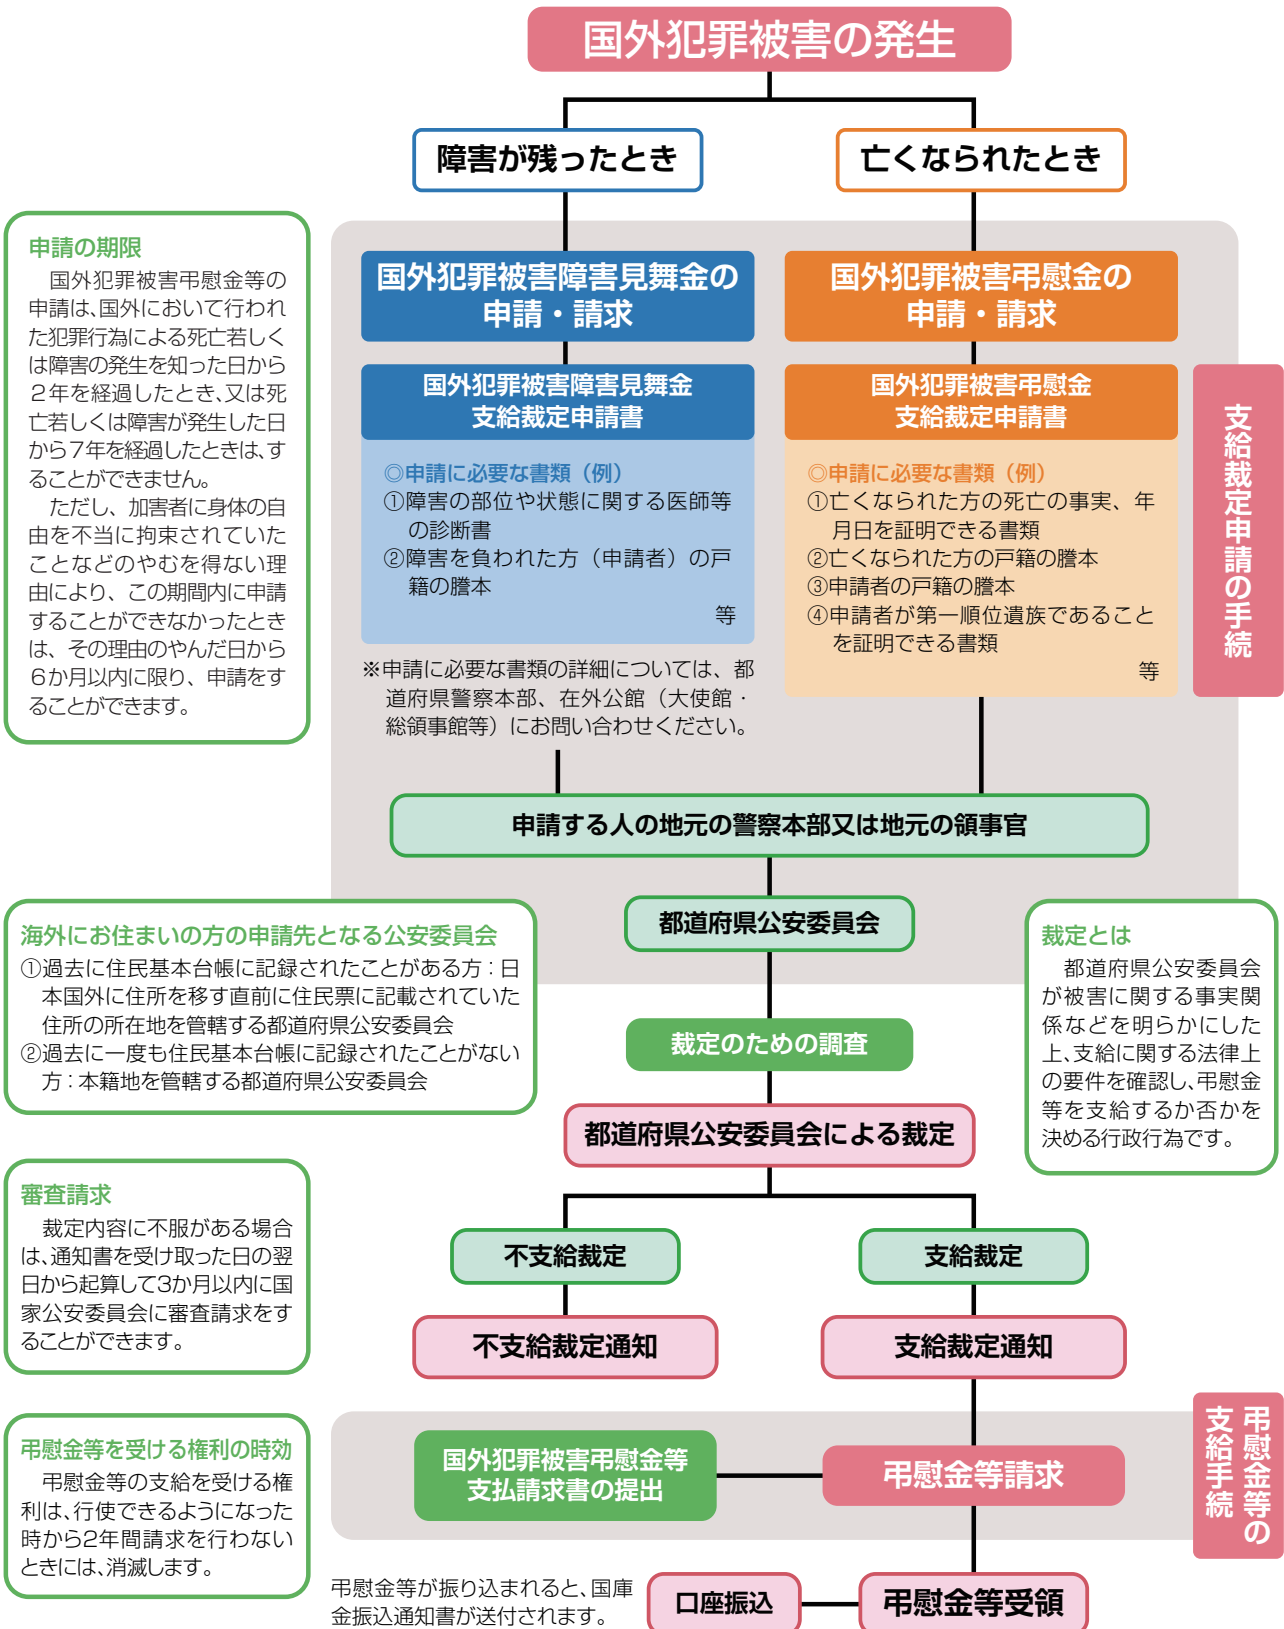 国外犯罪被害の発生
障害が残ったとき
亡くなられたとき
申請の期限
国外犯罪被害弔慰金等の
申請は、国外において行われ
た犯罪行為による死亡若しく
は障害の発生を知った日から
２年を経過したとき、又は死
亡若しくは障害が発生した日
から７年を経過したときは、す
ることができません。
ただし、加害者に身体の自
由を不当に拘束されていた
ことなどのやむを得ない理
由により、この期間内に申請
することができなかったとき
は、その理由のやんだ日から
６か月以内に限り、申請をす
ることができます。
国外犯罪被害障害見舞金の
申請・請求
国外犯罪被害障害見舞金
支給裁定申請書
◎申請に必要な書類（例）
①障害の部位や状態に関する医師等
の診断書
②障害を負われた方（申請者）の戸
籍の謄本
等
※申請に必要な書類の詳細については、都
道府県警察本部、在外公館（大使館・
総領事館等）にお問い合わせください。
国外犯罪被害弔慰金の
申請・請求
国外犯罪被害弔慰金
支給裁定申請書
◎申請に必要な書類（例）
①亡くなられた方の死亡の事実、年
月日を証明できる書類
②亡くなられた方の戸籍の謄本
③申請者の戸籍の謄本
④申請者が第一順位遺族であること
を証明できる書類
等
支給裁定申請の手続
申請する人の地元の警察本部又は地元の領事官
都道府県公安委員会
海外にお住まいの方の申請先となる公安委員会
①過去に住民基本台帳に記録されたことがある方：日
本国外に住所を移す直前に住民票に記載されていた
住所の所在地を管轄する都道府県公安委員会
②過去に一度も住民基本台帳に記録されたことがない
方：本籍地を管轄する都道府県公安委員会
裁定とは
都道府県公安委員会
が被害に関する事実関
係などを明らかにした
上、支給に関する法律上
の要件を確認し、弔慰金
等を支給するか否かを
決める行政行為です。
裁定のための調査
都道府県公安委員会による裁定
審査請求
裁定内容に不服がある場合
は、通知書を受け取った日の翌
日から起算して3か月以内に国
家公安委員会に審査請求をす
ることができます。
不支給裁定
支給裁定
不支給裁定通知
支給裁定通知
弔慰金等を受ける権利の時効
弔慰金等の支給を受ける権
利は、行使できるようになった
時から2年間請求を行わない
ときには、消滅します。
国外犯罪被害弔慰金等
支払請求書の提出
弔慰金等請求
弔慰金等の
支給手続
弔慰金等が振り込まれると、国庫
金振込通知書が送付されます。
口座振込
弔慰金等受領